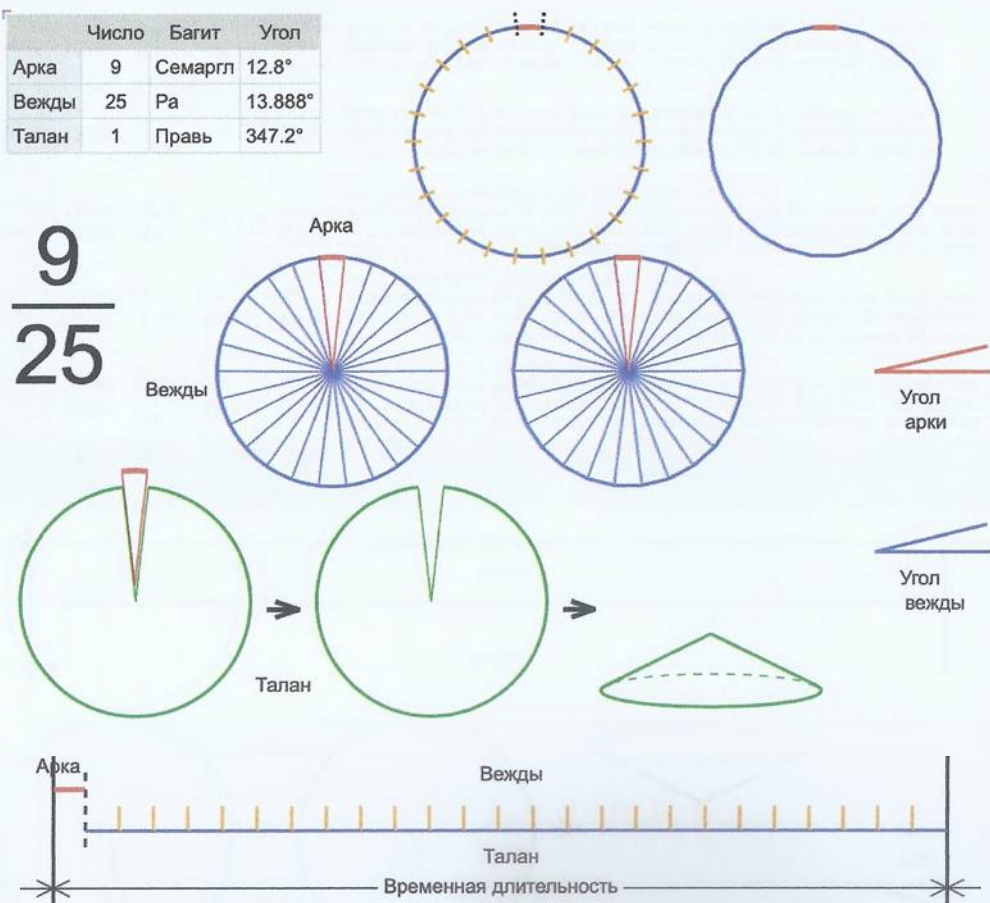 Число Багит Угол
Арка 9 Семаргл 12.8°
Вежды 25 Ра 13.888°
Талан 1 Правь 347.2°
9
25
Арка
Вежды
Угол
арки
Угол
вежды
Талан
Арка
Вежды
Талан
Временная длительность